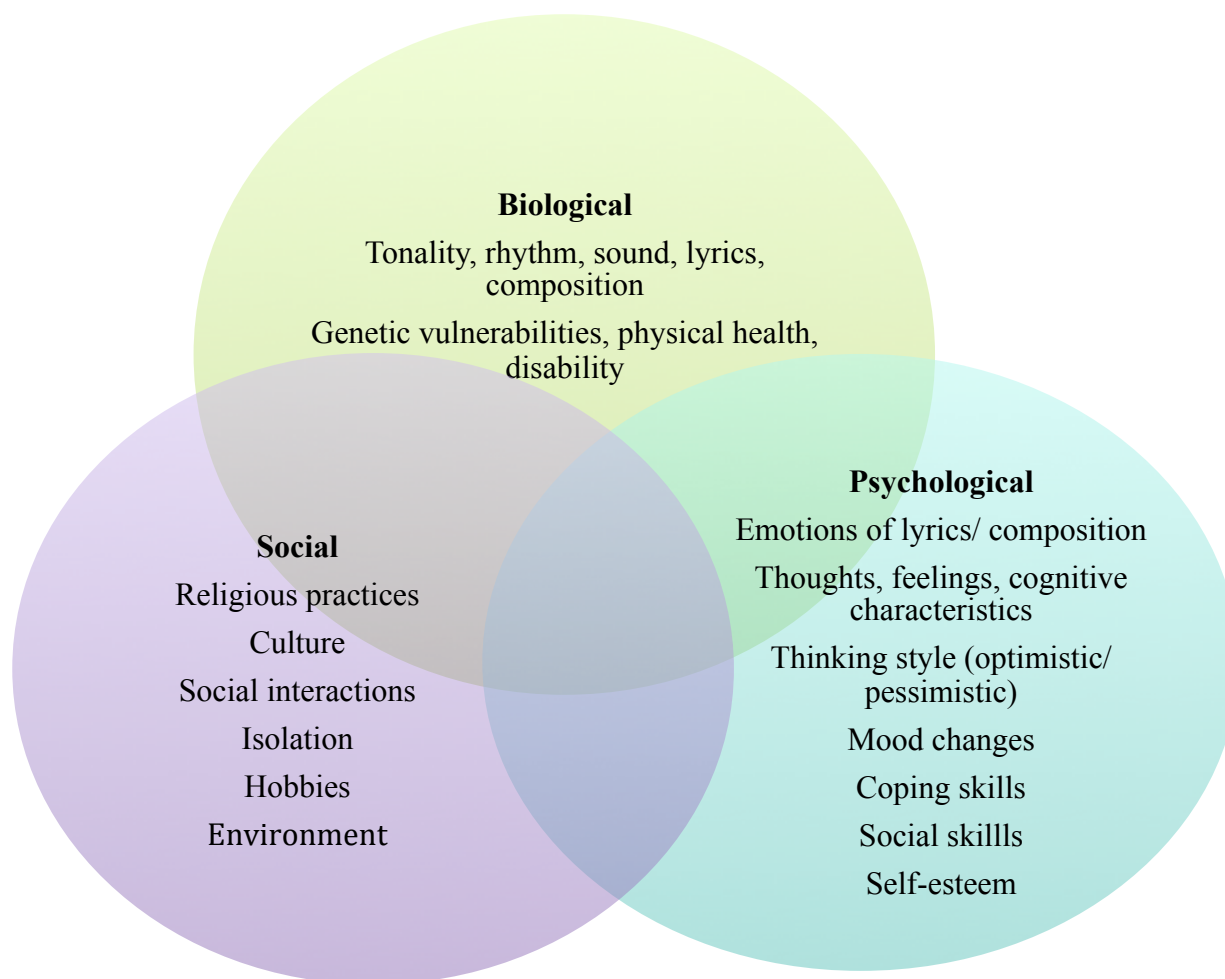 Biological
Tonality, rhythm, sound, lyrics,
composition
Genetic vulnerabilities, physical health,
disability
Social
Religious practices
Culture
Social interactions
Isolation
Hobbies
Environment
Psychological
Emotions of lyrics/ composition
Thoughts, feelings, cognitive
characteristics
Thinking style (optimistic/
pessimistic)
Mood changes
Coping skills
Social skillls
Self-esteem